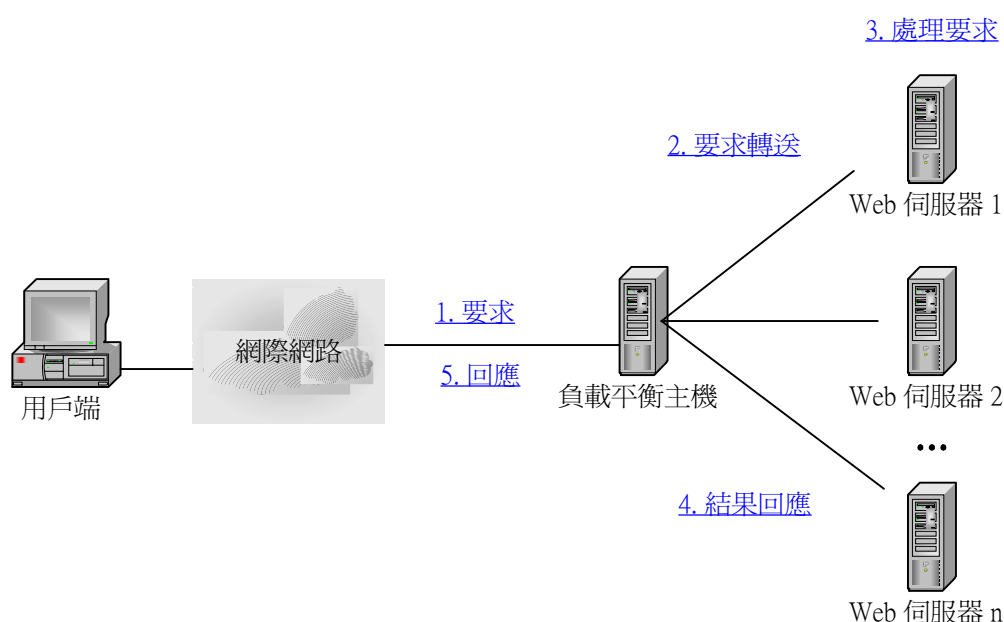 3. 處理要求
2. 要求轉送
Web 伺服器 1
1. 要求
網際網路
5. 回應
用戶端
負載平衡主機
Web 伺服器 2
...
4. 結果回應
Web 伺服器 n